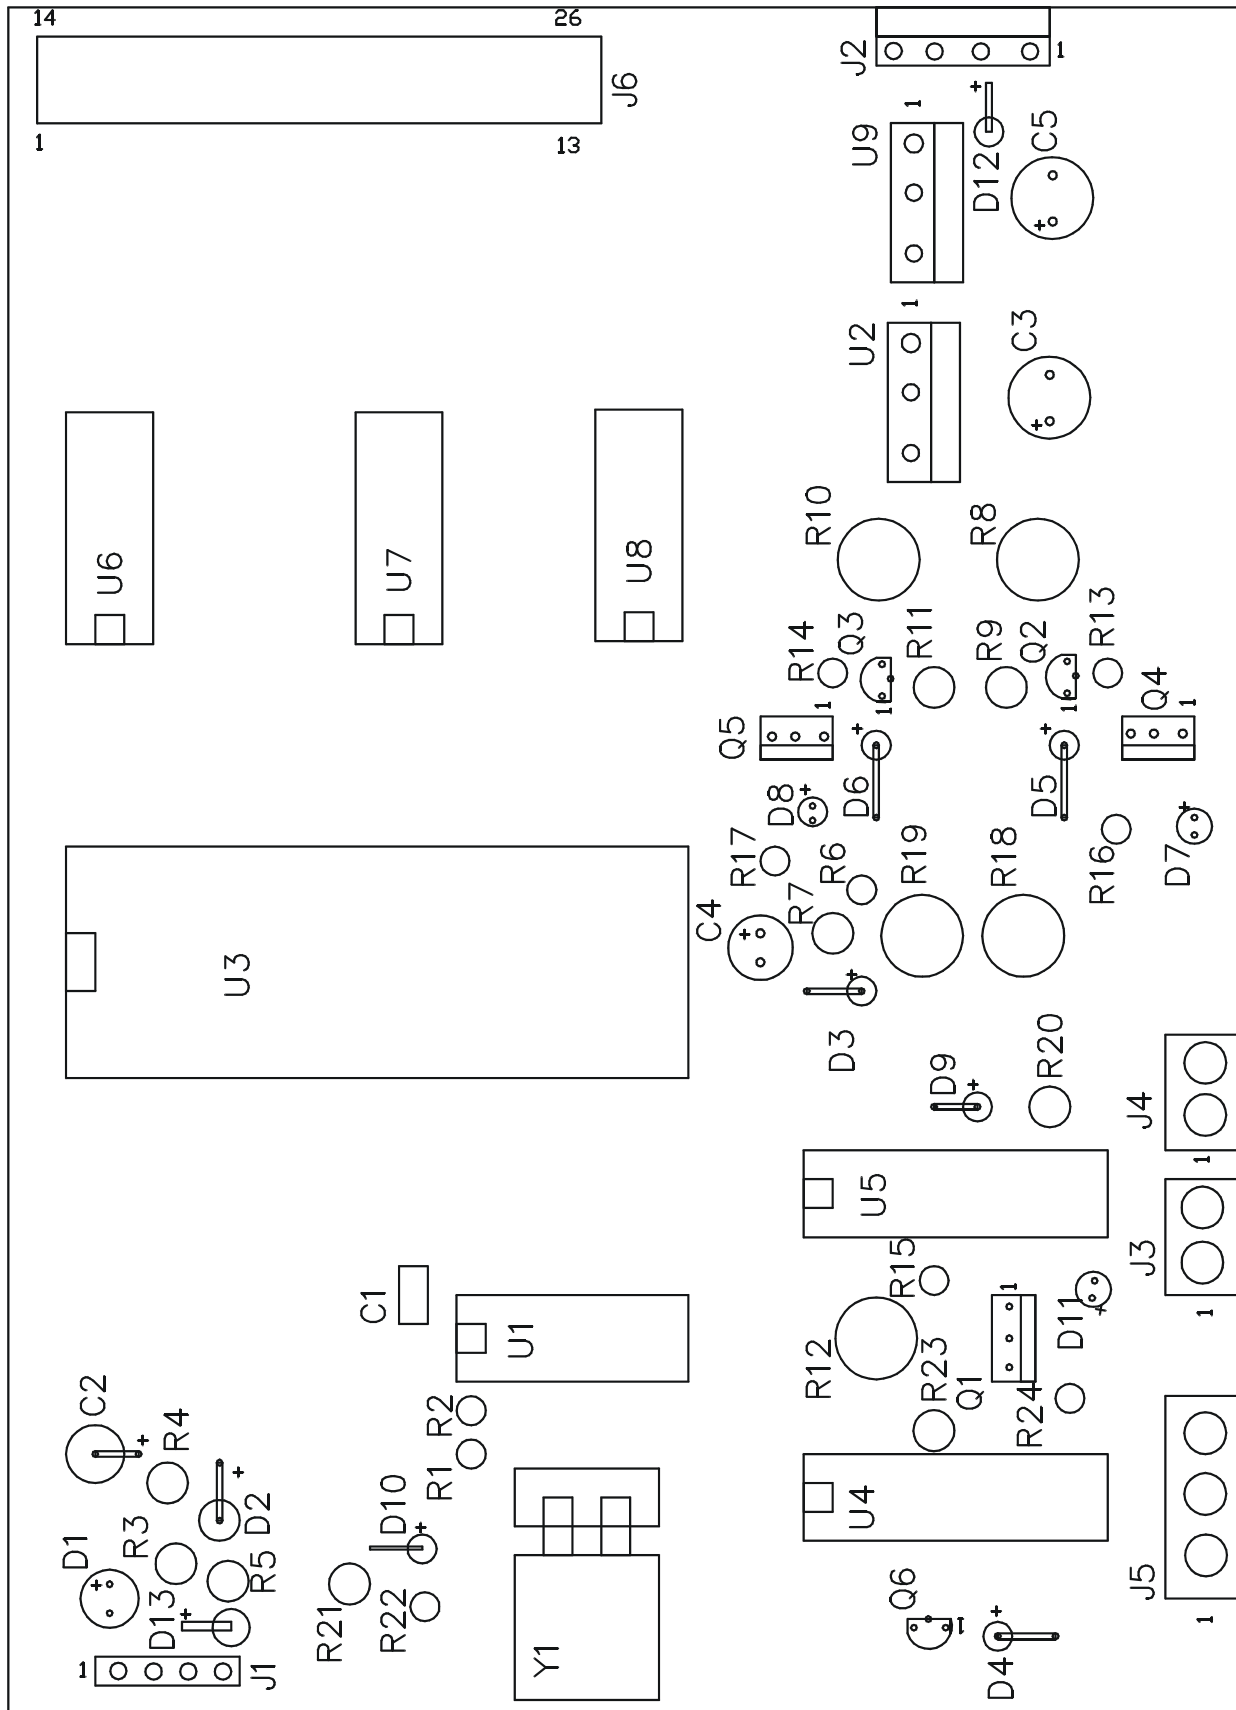 14
26
J6
1
13
J2
1
D12
C5
U9
1
U2
1
C3
U6
U7
U8
R10
R8
R14
Q3
R11
R9
Q2
R13
Q5
1
1
1
Q4
1
D8
D6
D5
R17
R6
R19
R18
R16
D7
C4
R7
U3
D3
D9
R20
J4
1
U5
J3
1
R15
C1
U1
R12
R23
Q1
1
D11
R24
C2
R4
R2
R1
D10
D2
R3
D1
R5
D13
R21
R22
Y1
U4
J5
1
Q6
1
D4
1
J1